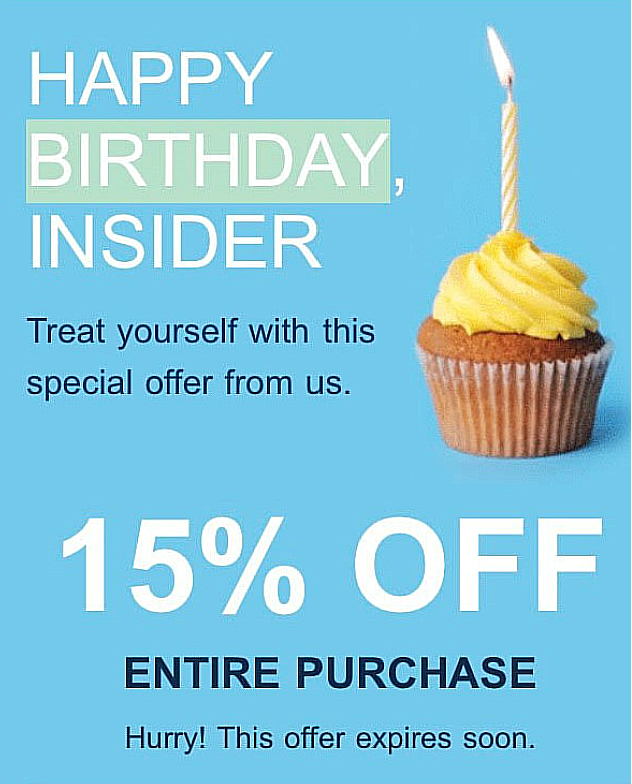 HAPPY
BIRTHDAY,
INSIDER
Treat yourself with this
special offer from us.
15% OFF
ENTIRE PURCHASE
Hurry! This offer expires soon.